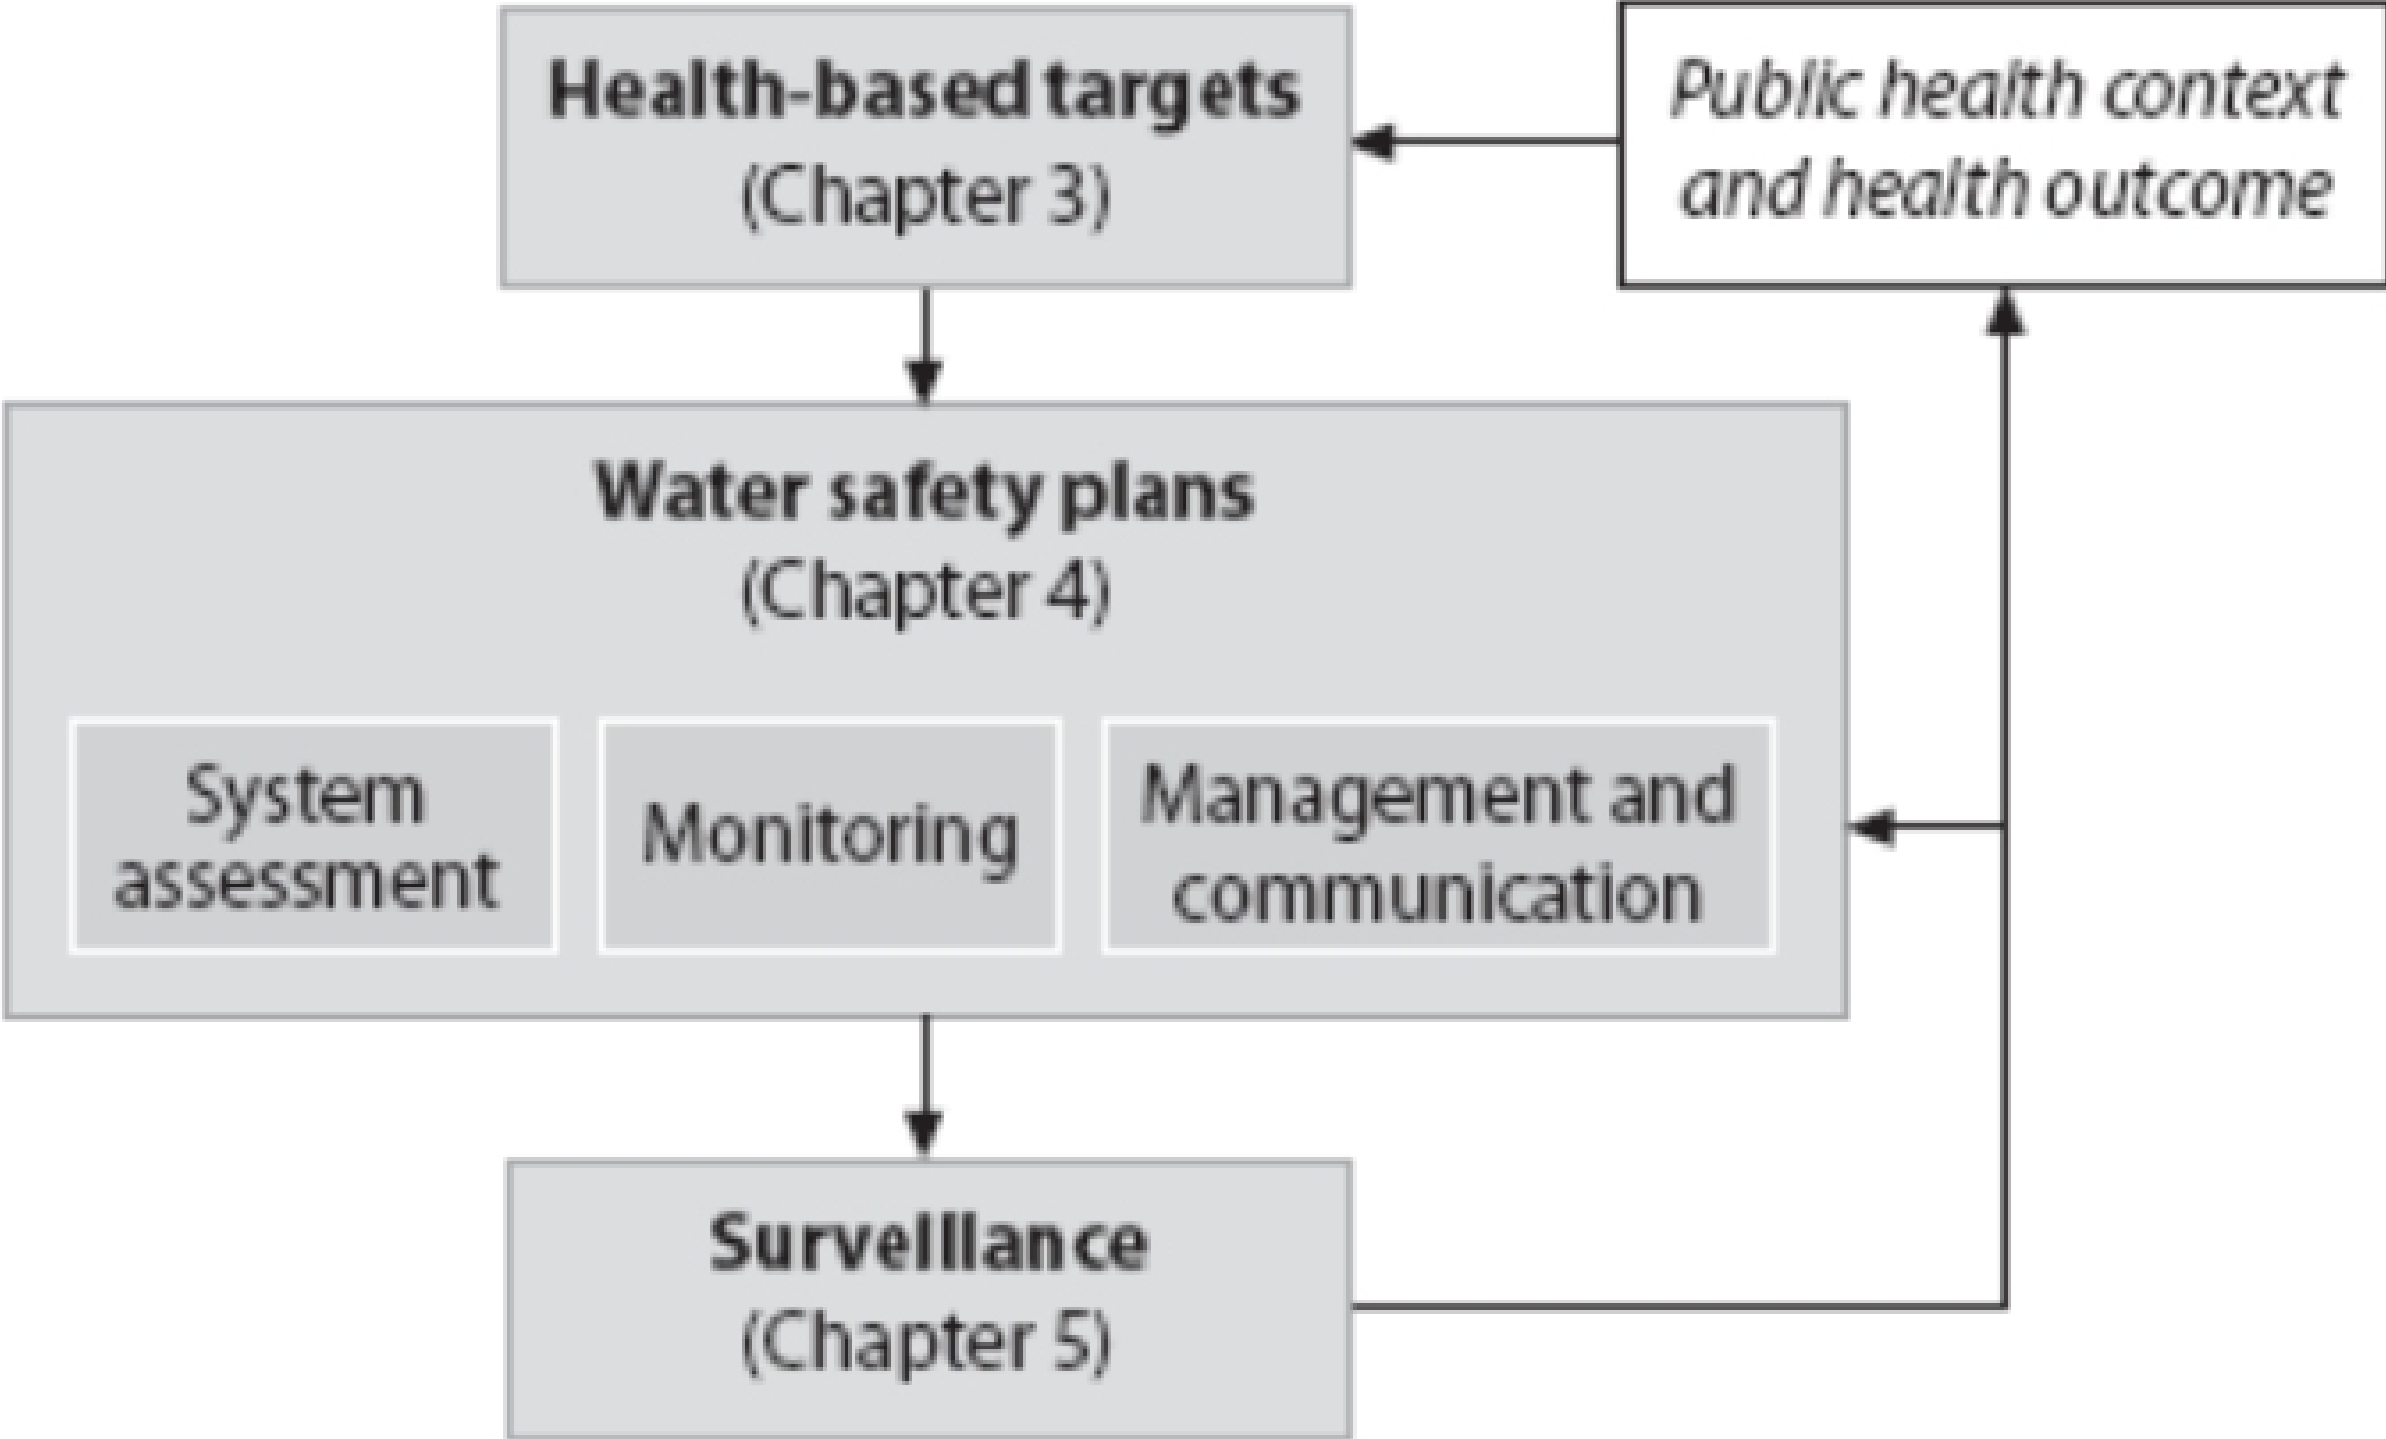 Health-based targets
(Chapter 3)
Public health context
and health outcome
Water safety plans
(Chapter 4)
System
assessment
Monitoring
Management and
communication
Surveillance
(Chapter 5)